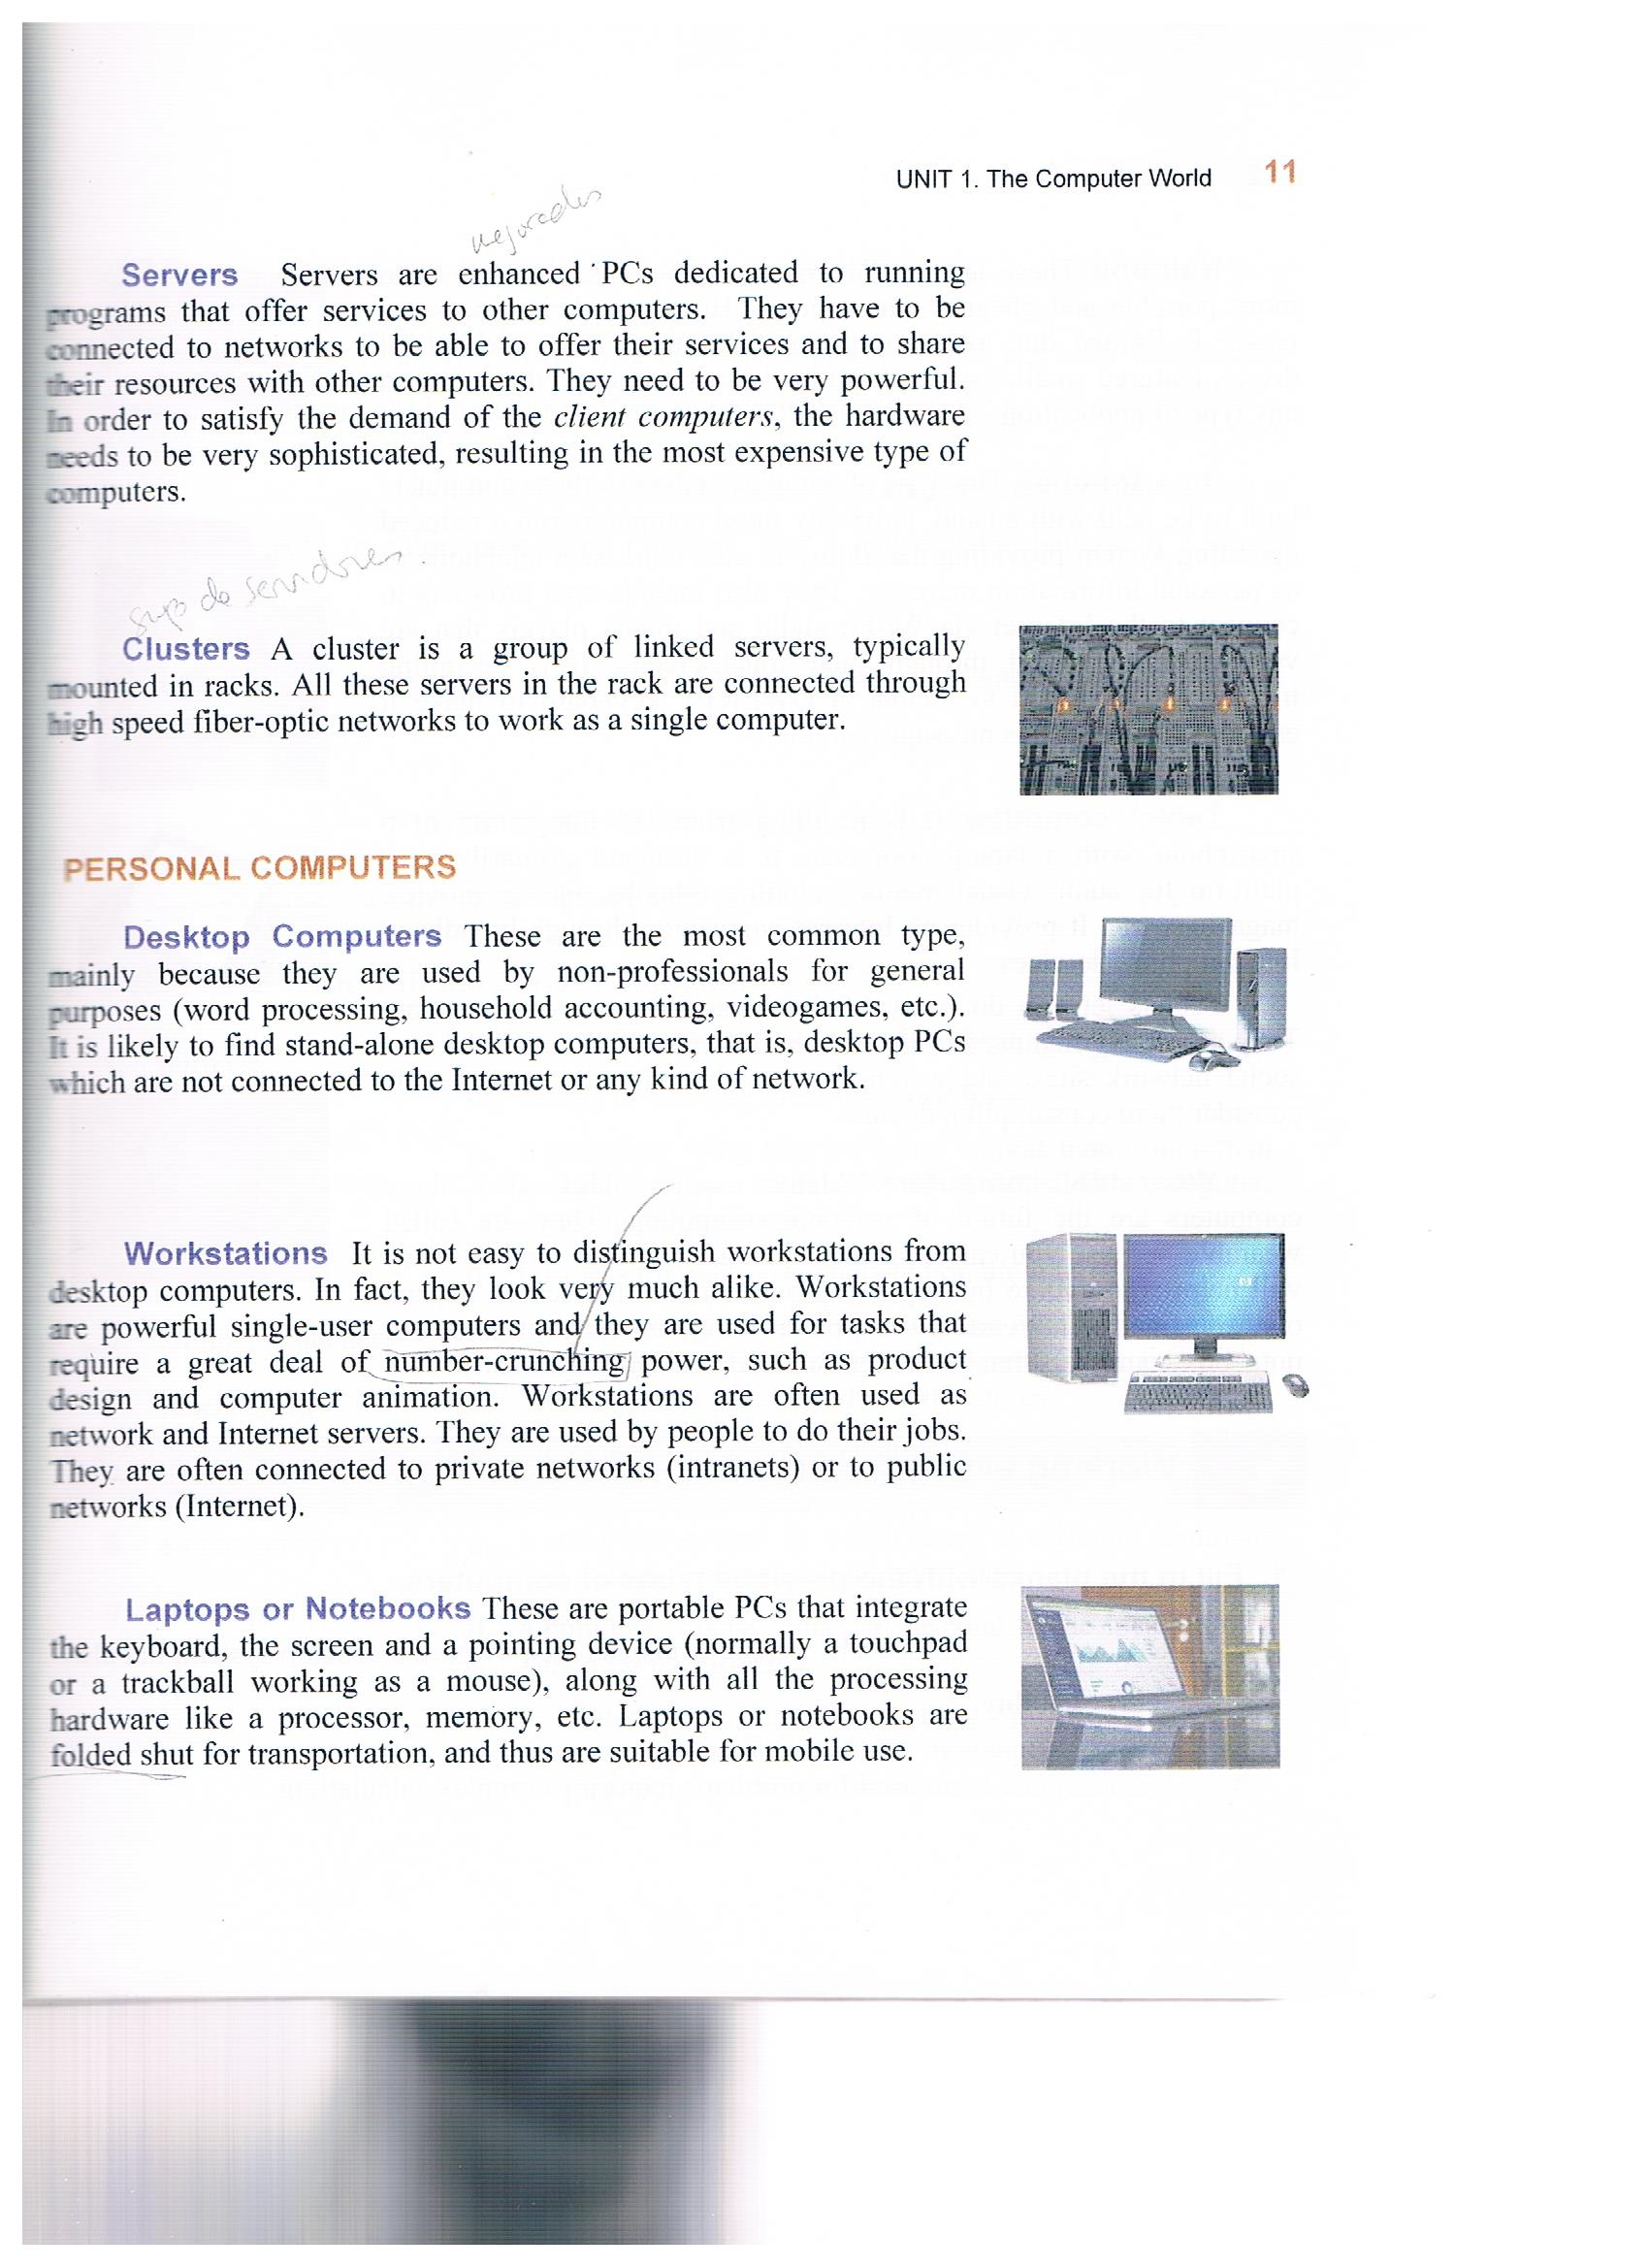 UNIT 1. The Computer World 11
mejorados
Servers Servers are enhanced PCs dedicated to running
programs that offer services to other computers. They have to be
connected to networks to be able to offer their services and to share
their resources with other computers. They need to be very powerful.
In order to satisfy the demand of the client computers, the hardware
needs to be very sophisticated, resulting in the most expensive type of
computers.
de servidores.
Clusters A cluster is a group of linked servers, typically
mounted in racks. All these servers in the rack are connected through
high speed fiber-optic networks to work as a single computer.
PERSONAL COMPUTERS
Desktop Computers These are the most common type,
mainly because they are used by non-professionals for general
purposes (word processing, household accounting, videogames, etc.).
It is likely to find stand-alone desktop computers, that is, desktop PCs
which are not connected to the Internet or any kind of network.
Workstations It is not easy to distinguish workstations from
desktop computers. In fact, they look very much alike. Workstations
are powerful single-user computers and they are used for tasks that
require a great deal of number-crunching power, such as product
design and computer animation. Workstations are often used as
network and Internet servers. They are used by people to do their jobs.
They are often connected to private networks (intranets) or to public
networks (Internet).
Laptops or Notebooks These are portable PCs that integrate
the keyboard, the screen and a pointing device (normally a touchpad
or a trackball working as a mouse), along with all the processing
hardware like a processor, memory, etc. Laptops or notebooks are
folded shut for transportation, and thus are suitable for mobile use.